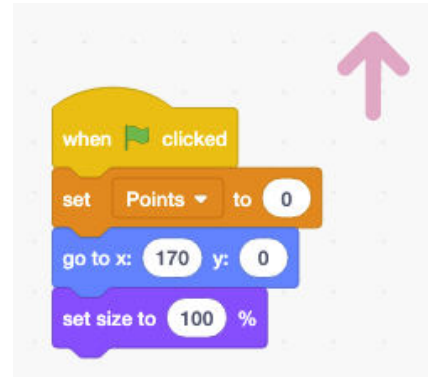 when clicked
set Points to 0
go to x: 170 y: 0
set size to 100 %